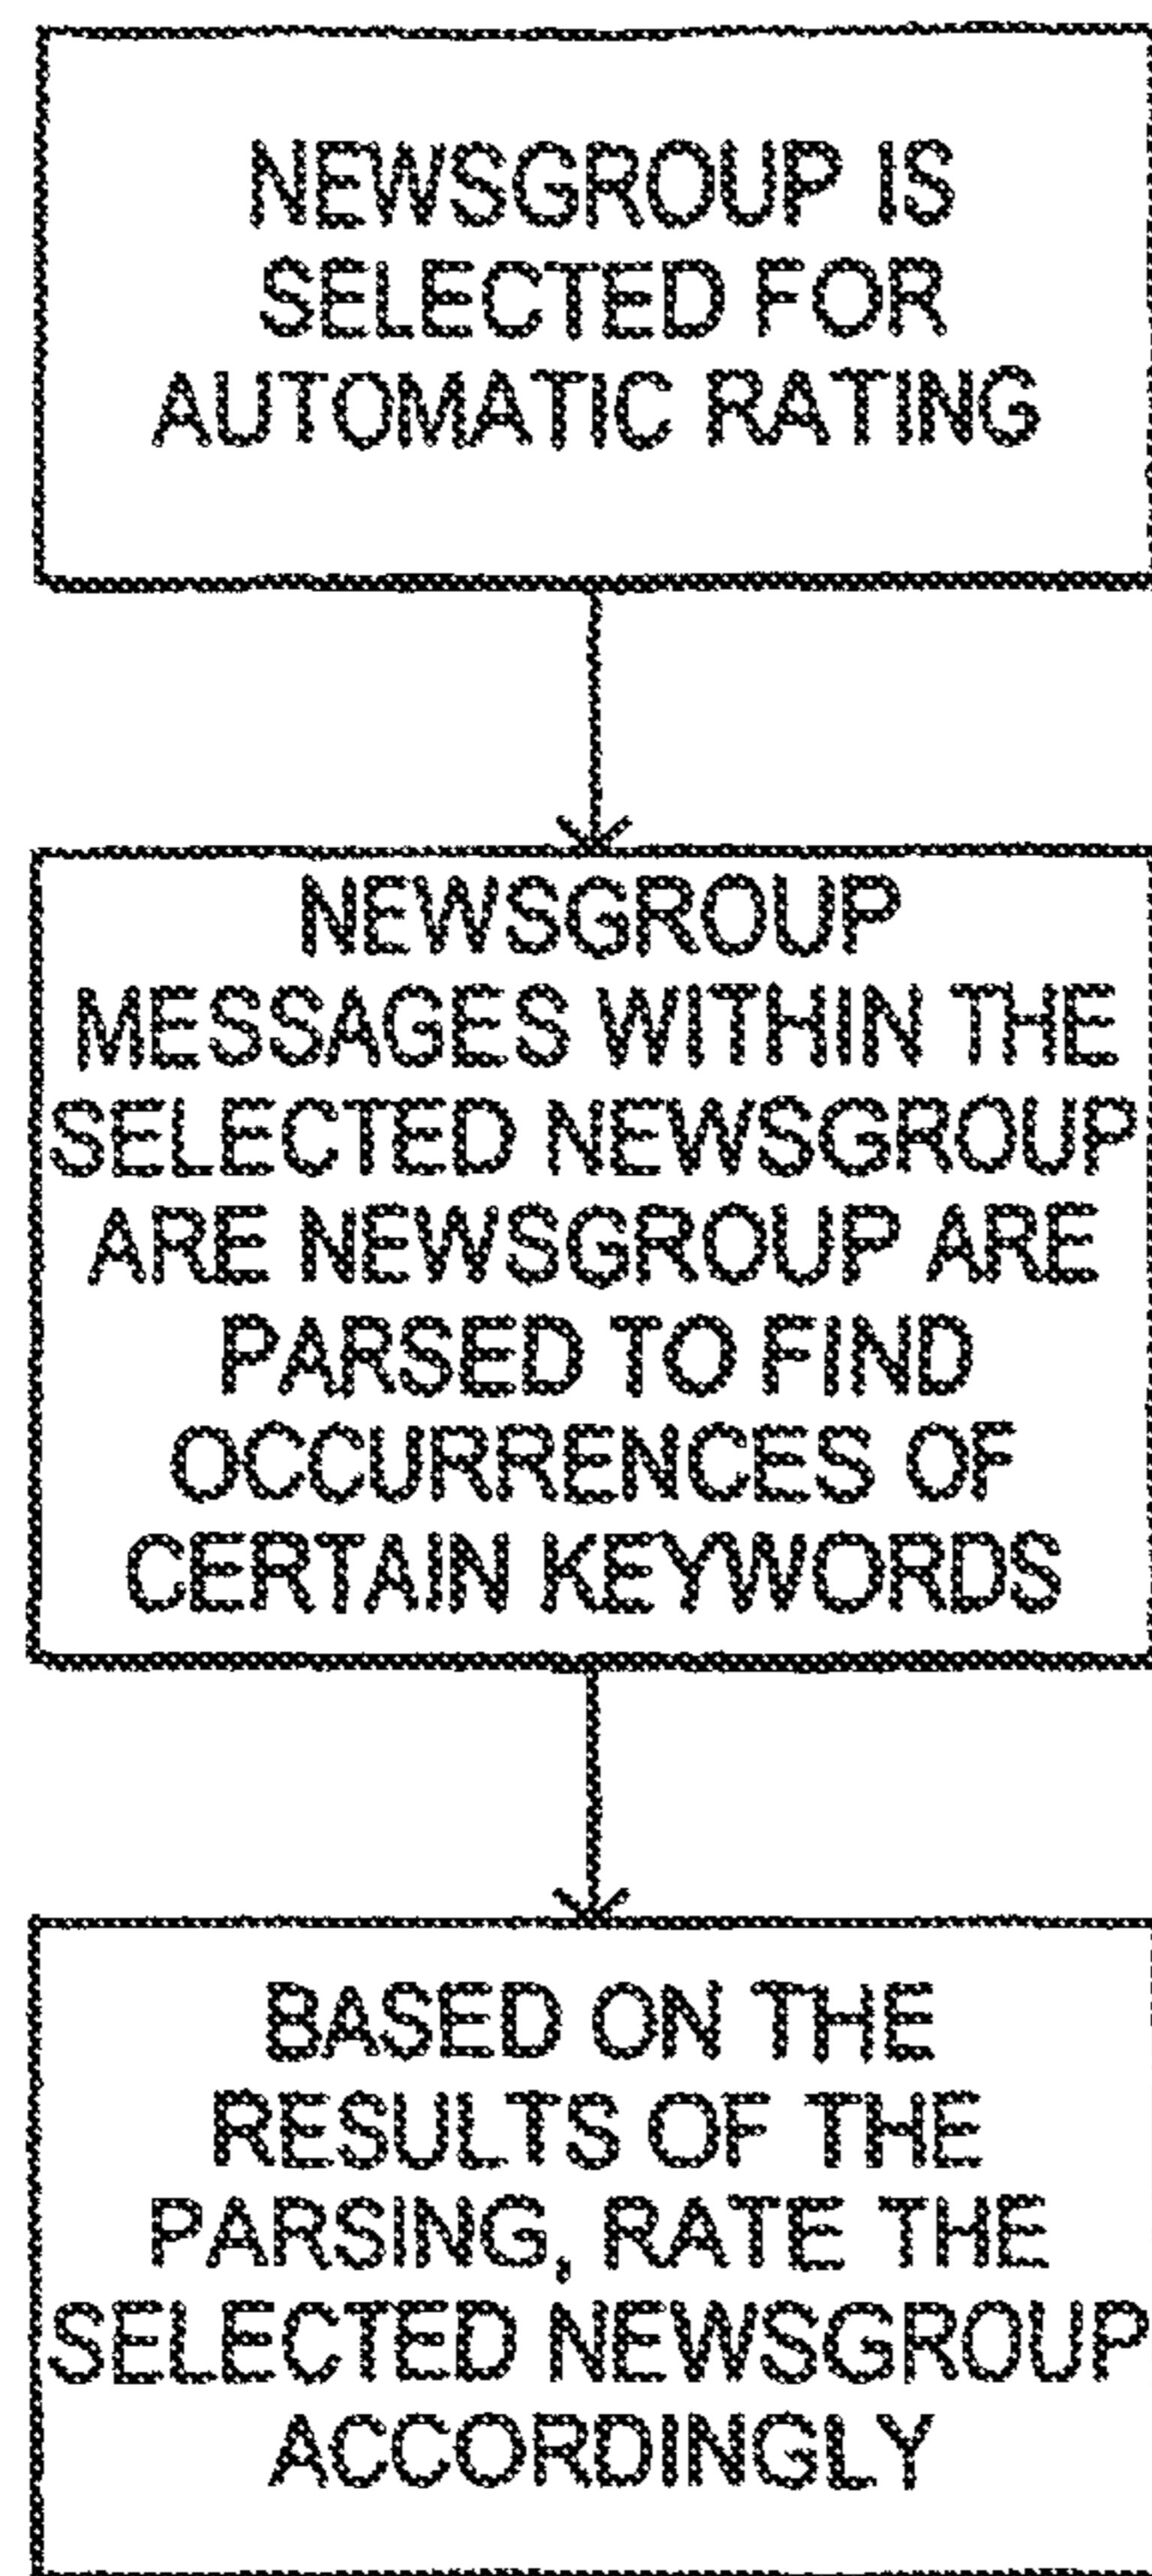 NEWSGROUP IS
SELECTED FOR
AUTOMATIC RATING
NEWSGROUP
MESSAGES WITHIN THE
SELECTED NEWSGROUP
ARE NEWSGROUP ARE
PARSED TO FIND
OCCURRENCES OF
CERTAIN KEYWORDS
BASED ON THE
RESULTS OF THE
PARSING, RATE THE
SELECTED NEWSGROUP
ACCORDINGLY